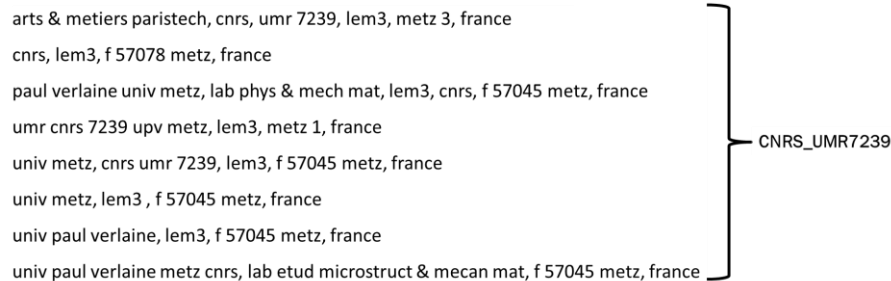 arts & metiers paristech, cnrs, umr 7239, lem3, metz 3, france
cnrs, lem3, f 57078 metz, france
paul verlaine univ metz, lab phys & mech mat, lem3, cnrs, f 57045 metz, france
umr cnrs 7239 upv metz, lem3, metz 1, france
univ metz, cnrs umr 7239, lem3, f 57045 metz, france
univ metz, lem3 , f 57045 metz, france
univ paul verlaine, lem3, f 57045 metz, france
univ paul verlaine metz cnrs, lab etud microstruct & mecan mat, f 57045 metz, france
CNRS_UMR7239